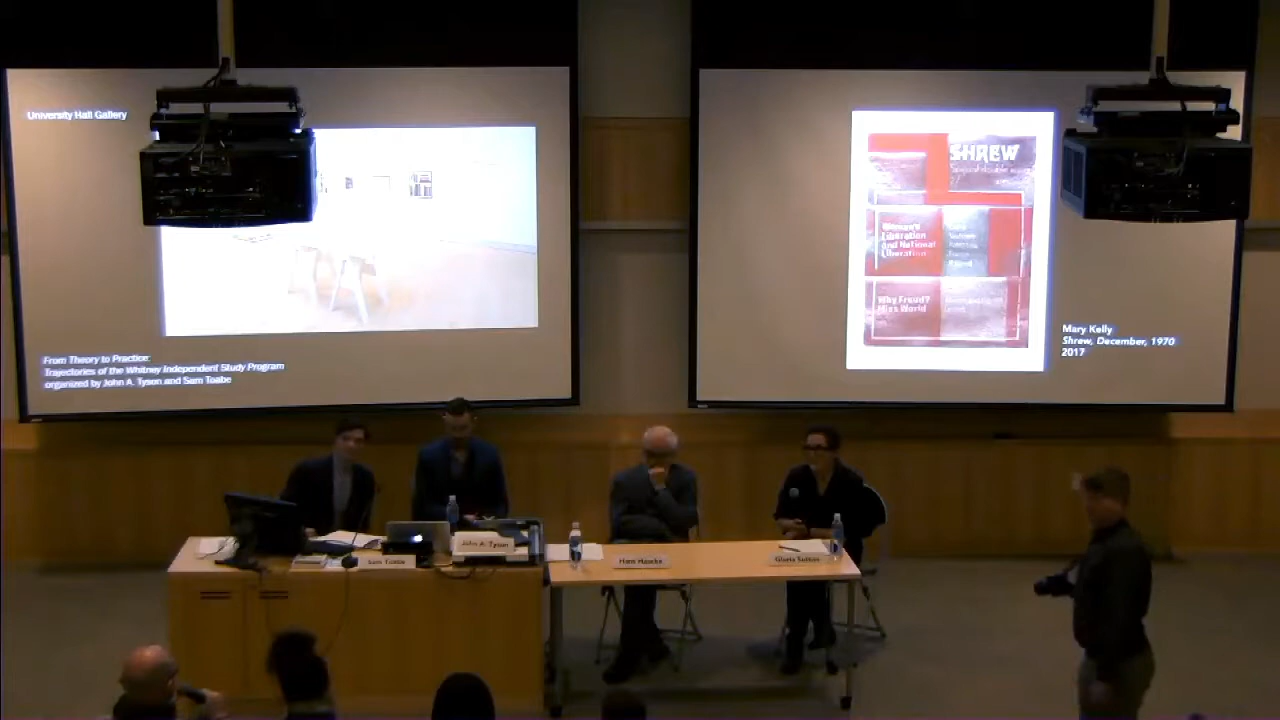 University Hall Gallery
From Theory to Practice:
Trajectories of the Whitney Independent Study Program
organized by John A. Tyson and Sam Toabe
SHREW
Women's
Liberation
and National
Liberation
Why Freud?
Miss World
Mary Kelly
Shrew, December, 1970
2017
John A. Tyson
Sam Toabe
Hans Haacke
Gloria Sutton